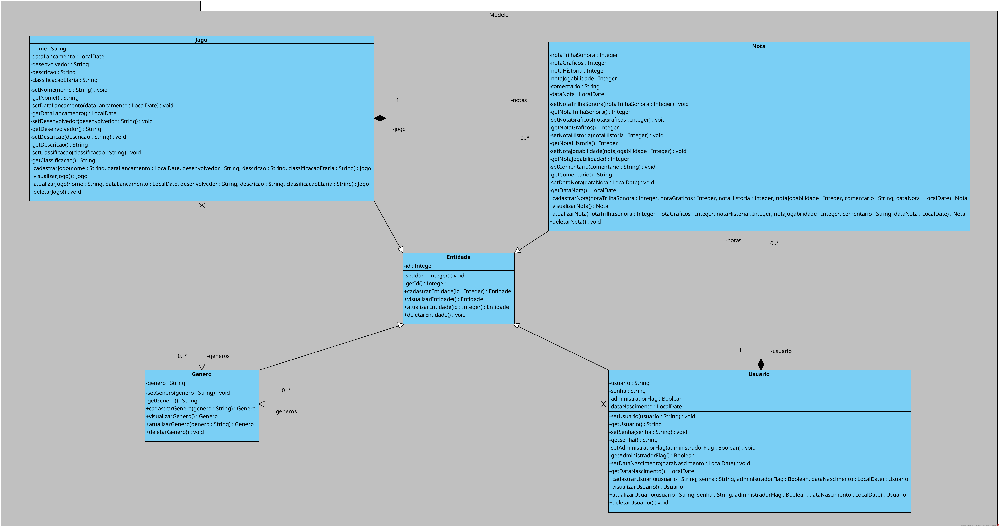 Modelo
Jogo
-nome : String
-dataLancamento : LocalDate
-desenvolvedor : String
-descricao : String
-classificacaoEtaria : String
-setNome(nome : String) : void
-getNome() : String
-setDataLancamento(dataLancamento : LocalDate) : void
-getDataLancamento() : LocalDate
-setDesenvolvedor(desenvolvedor : String) : void
-getDesenvolvedor() : String
-setDescricao(descricao : String) : void
-getDescricao() : String
-setClassificacao(classificacao : String) : void
-getClassificacao() : String
+cadastrarJogo(nome : String, dataLancamento : LocalDate, desenvolvedor : String, descricao : String, classificacaoEtaria : String) : Jogo
+visualizarJogo() : Jogo
+atualizarJogo(nome : String, dataLancamento : LocalDate, desenvolvedor : String, descricao : String, classificacaoEtaria : String) : Jogo
+deletarJogo() : void
1
-notas
-jogo
0..*
Nota
-notaTrilhaSonora : Integer
-notaGraficos : Integer
-notaHistoria : Integer
-notaJogabilidade : Integer
-comentario : String
-dataNota : LocalDate
-setNotaTrilhaSonora(notaTrilhaSonora : Integer) : void
-getNotaTrilhaSonora() : Integer
-setNotaGraficos(notaGraficos : Integer) : void
-getNotaGraficos() : Integer
-setNotaHistoria(notaHistoria : Integer) : void
-getNotaHistoria() : Integer
-setNotaJogabilidade(notaJogabilidade : Integer) : void
-getNotaJogabilidade() : Integer
-setComentario(comentario : String) : void
-getComentario() : String
-setDataNota(dataNota : LocalDate) : void
-getDataNota() : LocalDate
+cadastrarNota(notaTrilhaSonora : Integer, notaGraficos : Integer, notaHistoria : Integer, notaJogabilidade : Integer, comentario : String, dataNota : LocalDate) : Nota
+visualizarNota() : Nota
+atualizarNota(notaTrilhaSonora : Integer, notaGraficos : Integer, notaHistoria : Integer, notaJogabilidade : Integer, comentario : String, dataNota : LocalDate) : Nota
+deletarNota() : void
-notas
0..*
Entidade
-id : Integer
-setId(id : Integer) : void
-getId() : Integer
+cadastrarEntidade(id : Integer) : Entidade
+visualizarEntidade() : Entidade
+atualizarEntidade(id : Integer) : Entidade
+deletarEntidade() : void
0..*
-generos
1
-usuario
Genero
-genero : String
-setGenero(genero : String) : void
-getGenero() : String
+cadastrarGenero(genero : String) : Genero
+visualizarGenero() : Genero
+atualizarGenero(genero : String) : Genero
+deletarGenero() : void
0..*
generos
Usuario
-usuario : String
-senha : String
-administradorFlag : Boolean
-dataNascimento : LocalDate
-setUsuario(usuario : String) : void
-getUsuario() : String
-setSenha(senha : String) : void
-getSenha() : String
-setAdministradorFlag(administradorFlag : Boolean) : void
-getAdministradorFlag() : Boolean
-setDataNascimento(dataNascimento : LocalDate) : void
-getDataNascimento() : LocalDate
+cadastrarUsuario(usuario : String, senha : String, administradorFlag : Boolean, dataNascimento : LocalDate) : Usuario
+visualizarUsuario() : Usuario
+atualizarUsuario(usuario : String, senha : String, administradorFlag : Boolean, dataNascimento : LocalDate) : Usuario
+deletarUsuario() : void